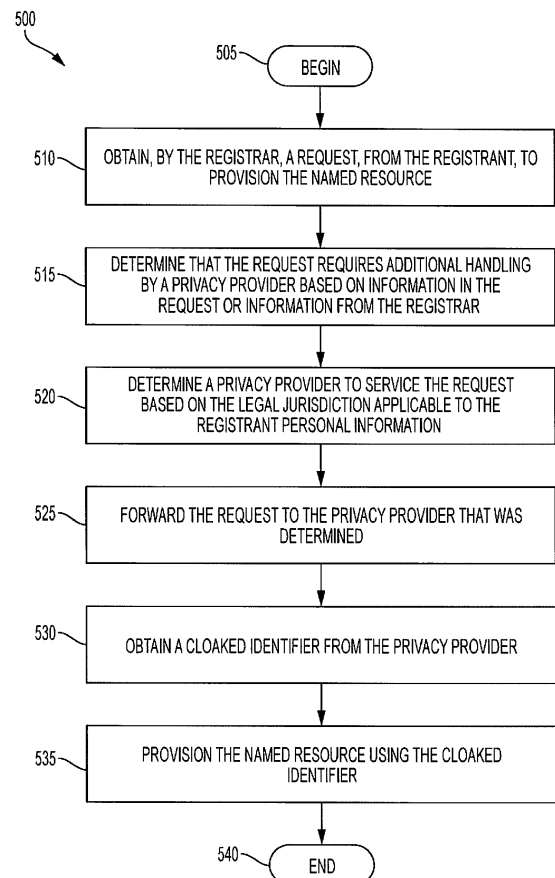 500
505
BEGIN
510
OBTAIN, BY THE REGISTRAR, A REQUEST, FROM THE REGISTRANT, TO
PROVISION THE NAMED RESOURCE
515
DETERMINE THAT THE REQUEST REQUIRES ADDITIONAL HANDLING
BY A PRIVACY PROVIDER BASED ON INFORMATION IN THE
REQUEST OR INFORMATION FROM THE REGISTRAR
520
DETERMINE A PRIVACY PROVIDER TO SERVICE THE REQUEST
BASED ON THE LEGAL JURISDICTION APPLICABLE TO THE
REGISTRANT PERSONAL INFORMATION
525
FORWARD THE REQUEST TO THE PRIVACY PROVIDER THAT WAS
DETERMINED
530
OBTAIN A CLOAKED IDENTIFIER FROM THE PRIVACY PROVIDER
535
PROVISION THE NAMED RESOURCE USING THE CLOAKED
IDENTIFIER
540
END